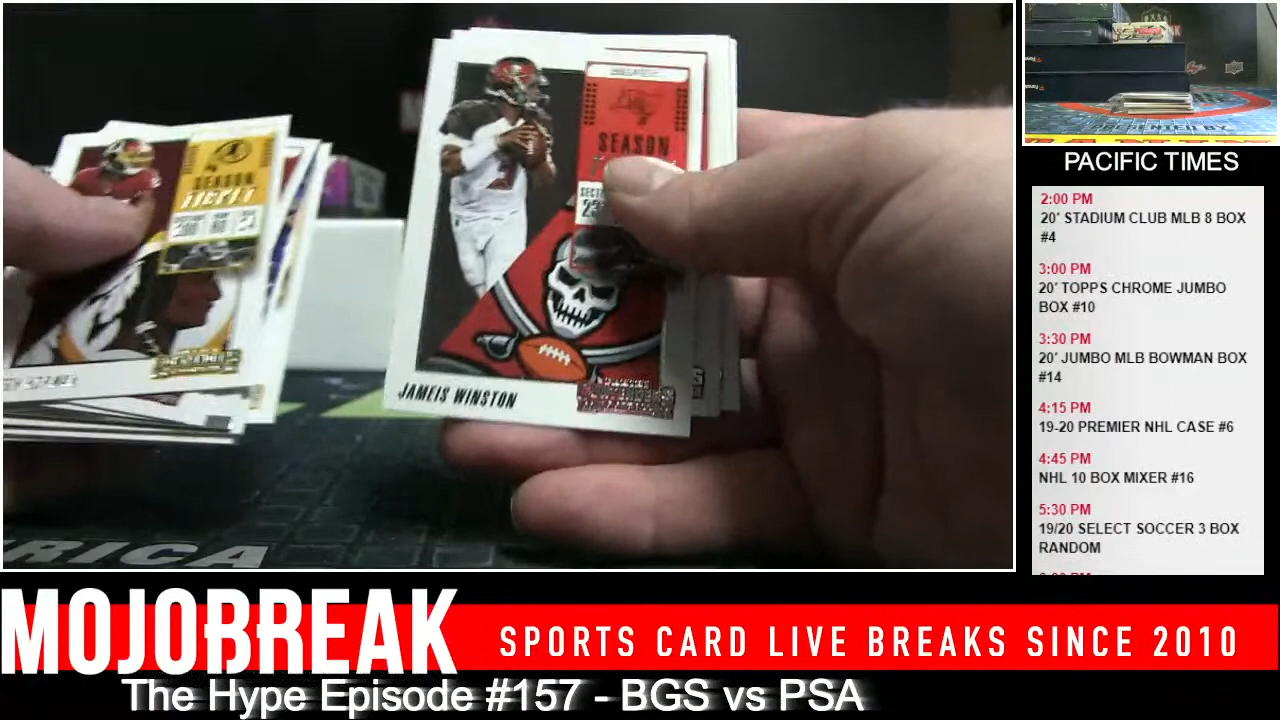 SEASON
SEASON
TICKET
JAMEIS WINSTON
CONTENDERS
ERICA
PACIFIC TIMES
2:00 PM
20' STADIUM CLUB MLB 8 BOX
#4
3:00 PM
20' TOPPS CHROME JUMBO
BOX #10
3:30 PM
20' JUMBO MLB BOWMAN BOX
#14
4:15 PM
19-20 PREMIER NHL CASE #6
4:45 PM
NHL 10 BOX MIXER #16
5:30 PM
19/20 SELECT SOCCER 3 BOX
RANDOM
MOJOBREAK
SPORTS CARD LIVE BREAKS SINCE 2010
The Hype Episode #157 - BGS vs PSA